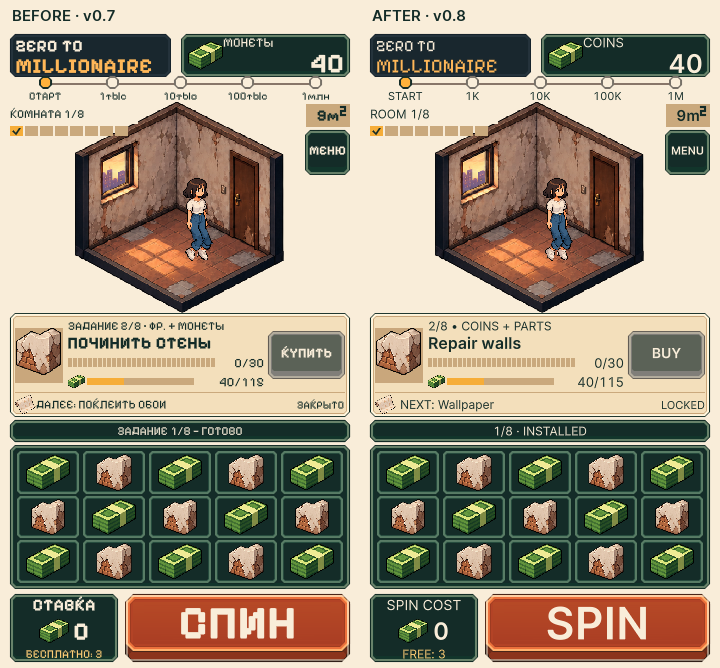 BEFORE · v0.7
ZERO TO
MILLIONAIRE
МОНЕТЫ
40
СТАРТ
1тыс
10тыс
100тыс
1млн
КОМНАТА 1/8
9м²
МЕНЮ
ЗАДАНИЕ 2/8 · ФР. + МОНЕТЫ
ПОЧИНИТЬ СТЕНЫ
0/30
40/115
КУПИТЬ
ДАЛЕЕ: ПОКЛЕИТЬ ОБОИ
ЗАКРЫТО
ЗАДАНИЕ 1/8 - ГОТОВО
СТАВКА
0
БЕСПЛАТНО: 3
СПИН
AFTER · v0.8
ZERO TO
MILLIONAIRE
COINS
40
START
1K
10K
100K
1M
ROOM 1/8
9m²
MENU
2/8 • COINS + PARTS
Repair walls
0/30
40/115
BUY
NEXT: Wallpaper
LOCKED
1/8 · INSTALLED
SPIN COST
0
FREE: 3
SPIN